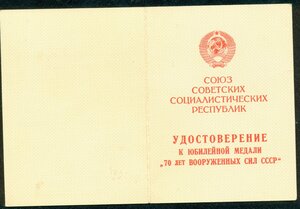 СОЮЗ
СОВЕТСКИХ
СОЦИАЛИСТИЧЕСКИХ
РЕСПУБЛИК
УДОСТОВЕРЕНИЕ
К ЮБИЛЕЙНОЙ МЕДАЛИ
„70 ЛЕТ ВООРУЖЕННЫХ СИЛ СССР"